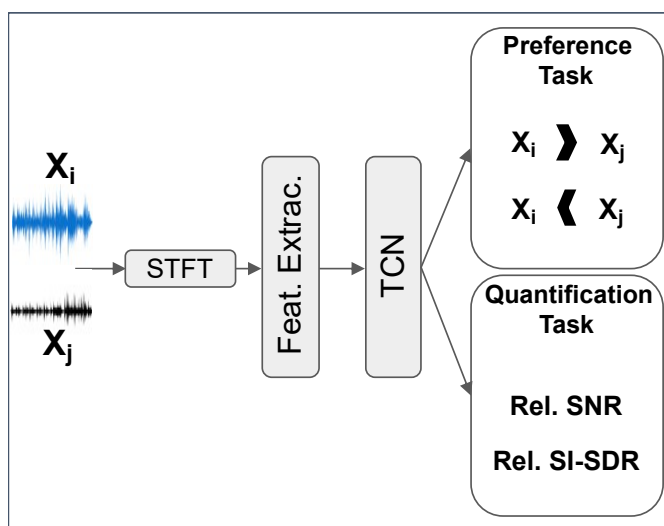 Preference
Task
Xi ❯ Xj
Xi ❮ Xj
Xi
STFT
Feat. Extrac.
TCN
Xj
Quantification
Task
Rel. SNR
Rel. SI-SDR